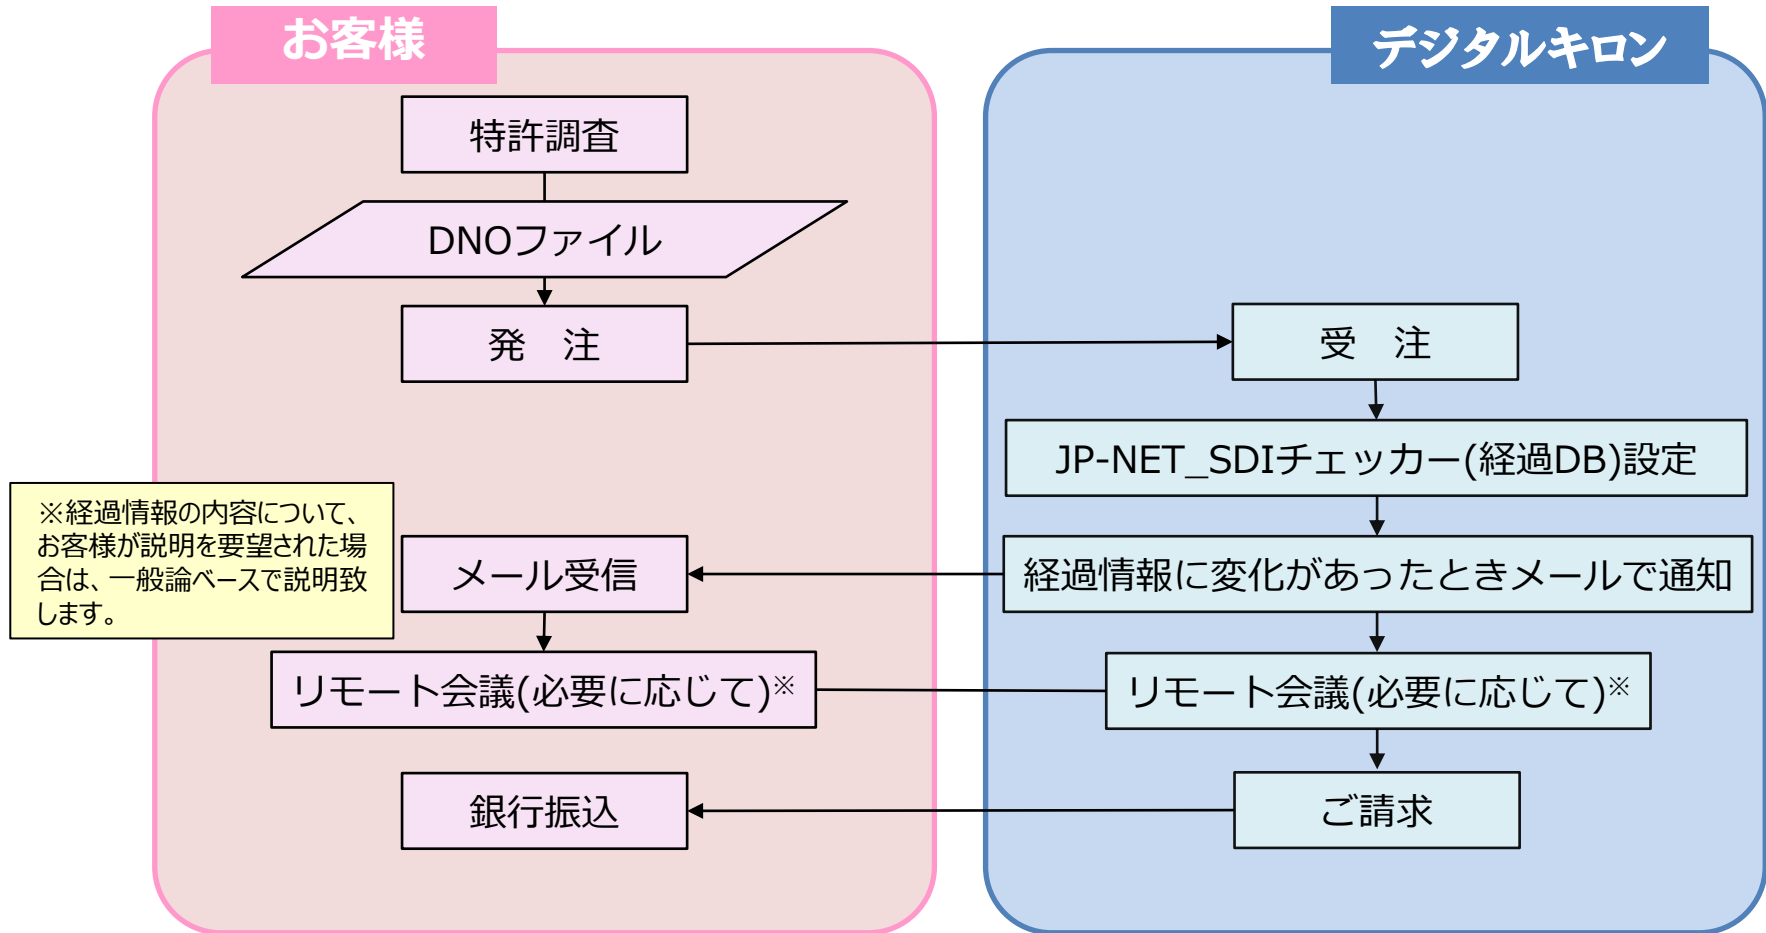 お客様
デジタルキロン
特許調査
DNOファイル
発　注
受　注
JP-NET_SDIチェッカー(経過DB)設定
※経過情報の内容について、
お客様が説明を要望された場
合は、一般論ベースで説明致
します。
メール受信
経過情報に変化があったときメールで通知
リモート会議(必要に応じて)※
リモート会議(必要に応じて)※
銀行振込
ご請求